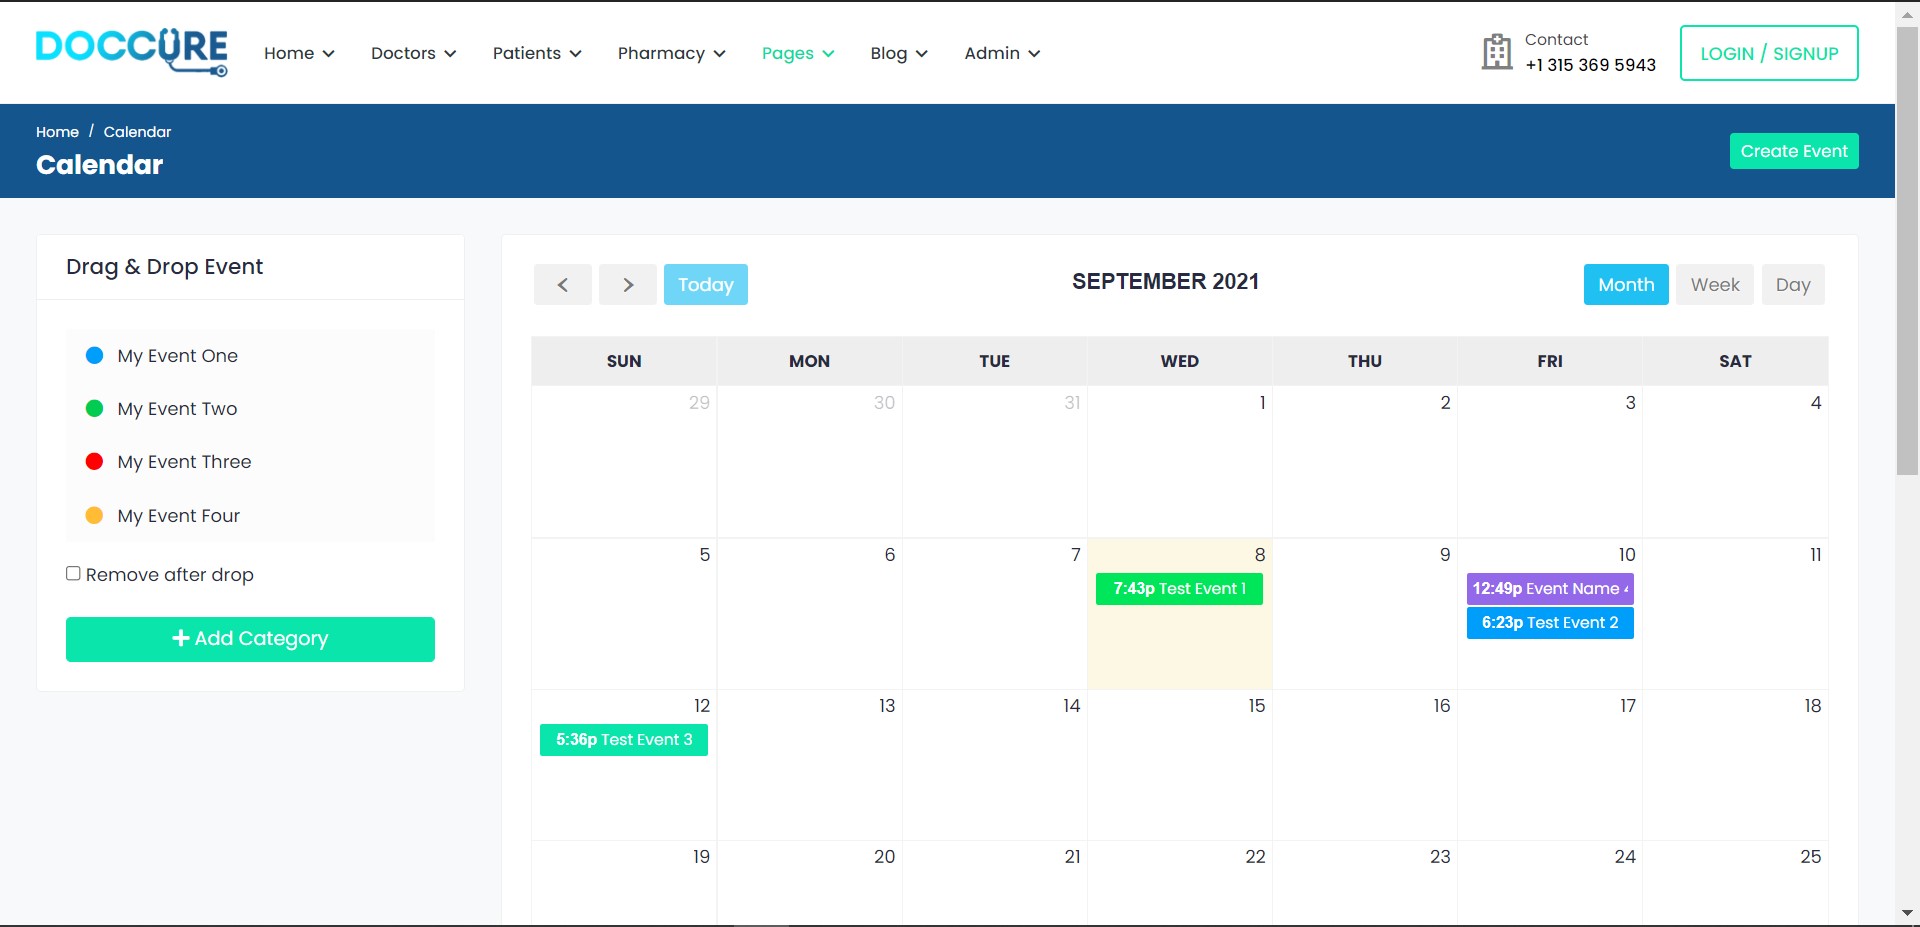 DOCCURE
Home Doctors Patients Pharmacy Pages Blog Admin
Contact
+1 315 369 5943
LOGIN / SIGNUP
Home / Calendar
Calendar
Create Event
Drag & Drop Event
My Event One
My Event Two
My Event Three
My Event Four
Remove after drop
+ Add Category
< > Today
SEPTEMBER 2021
Month Week Day
SUN MON TUE WED THU FRI SAT
29 30 31 1 2 3 4
5 6 7 8 9 10 11
7:43p Test Event 1
12:49p Event Name
6:23p Test Event 2
12 13 14 15 16 17 18
5:36p Test Event 3
19 20 21 22 23 24 25